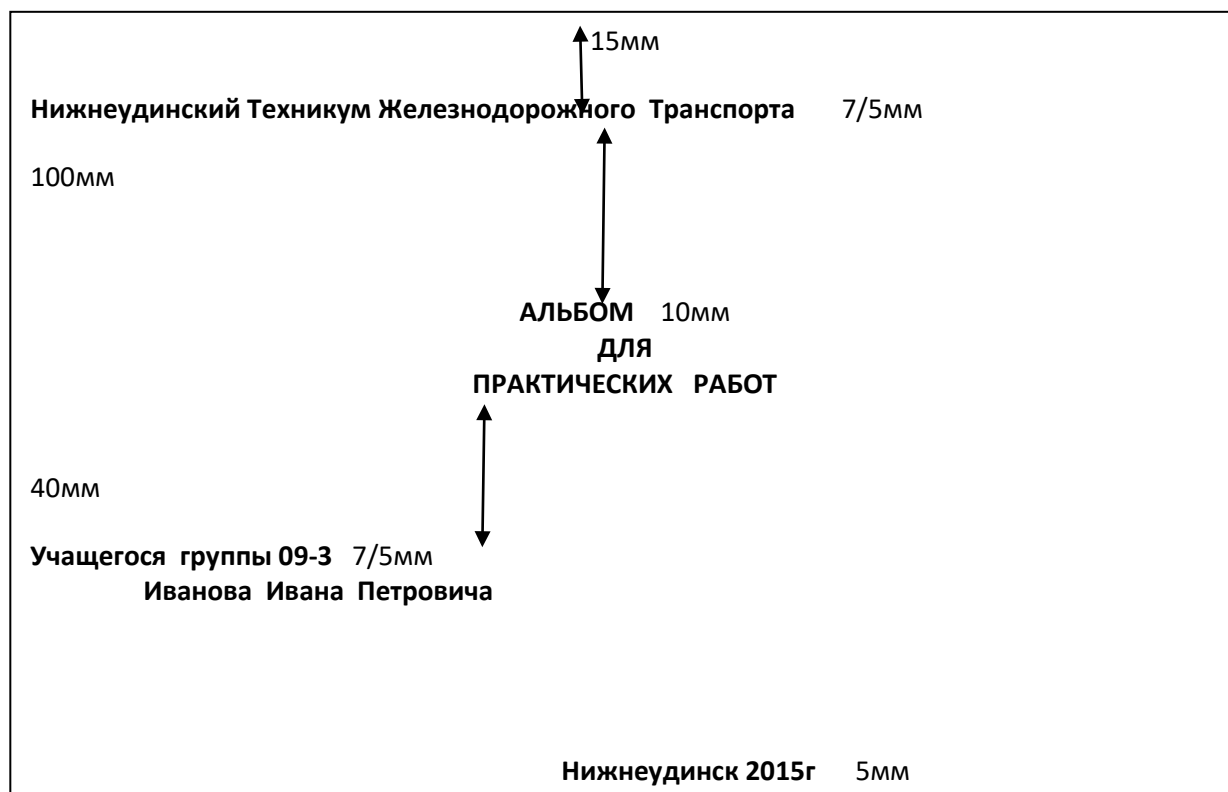 15мм
Нижнеудинский Техникум Железнодорожного Транспорта 7/5мм
100мм
АЛЬБОМ 10мм
ДЛЯ
ПРАКТИЧЕСКИХ РАБОТ
40мм
Учащегося группы 09-3 7/5мм
Иванова Ивана Петровича
Нижнеудинск 2015г 5мм